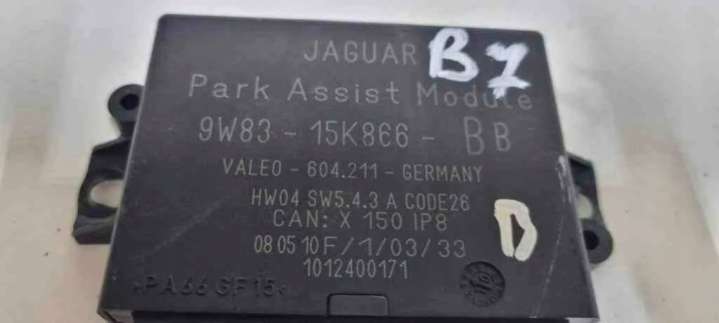 JAGUAR B7
Park Assist Module
9W83 - 15K866 - BB
VALEO - 604.211 - GERMANY
HW04 SW5.4.3 A CODE26
CAN: X 150 IP8
D
08 05 10 F/1/03/33
1012400171
>PA66 GF15<